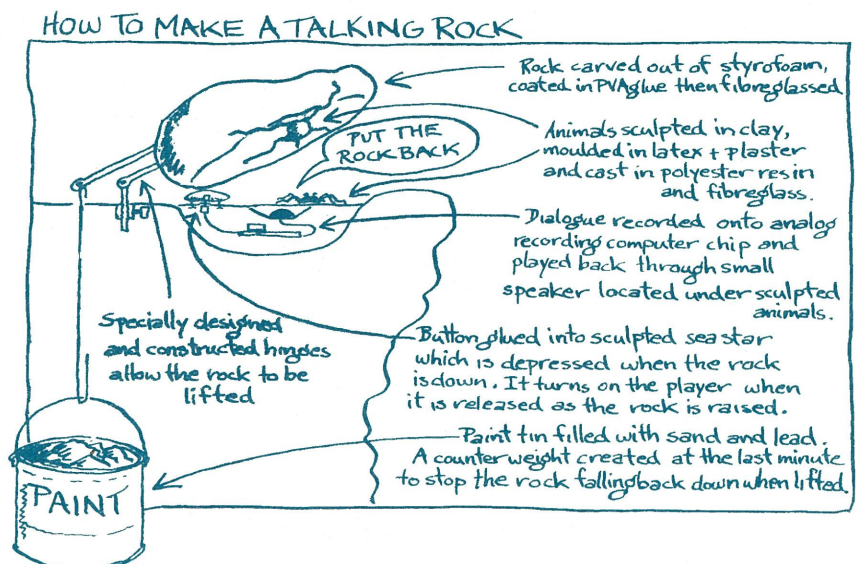 HOW TO MAKE A TALKING ROCK
Rock carved out of styrofoam,
coated in PVA glue then fibreglassed
PUT THE
ROCK BACK
Animals sculpted in clay,
moulded in latex + plaster
and cast in polyester resin
and fibreglass.
Dialogue recorded onto analog
recording computer chip and
played back through small
speaker located under sculpted
animals.
Specially designed
and constructed hinges
allow the rock to be
lifted
Button glued into sculpted sea star
which is depressed when the rock
is down. It turns on the player when
it is released as the rock is raised.
Paint tin filled with sand and lead.
A counter weight created at the last minute
to stop the rock falling back down when lifted.
PAINT